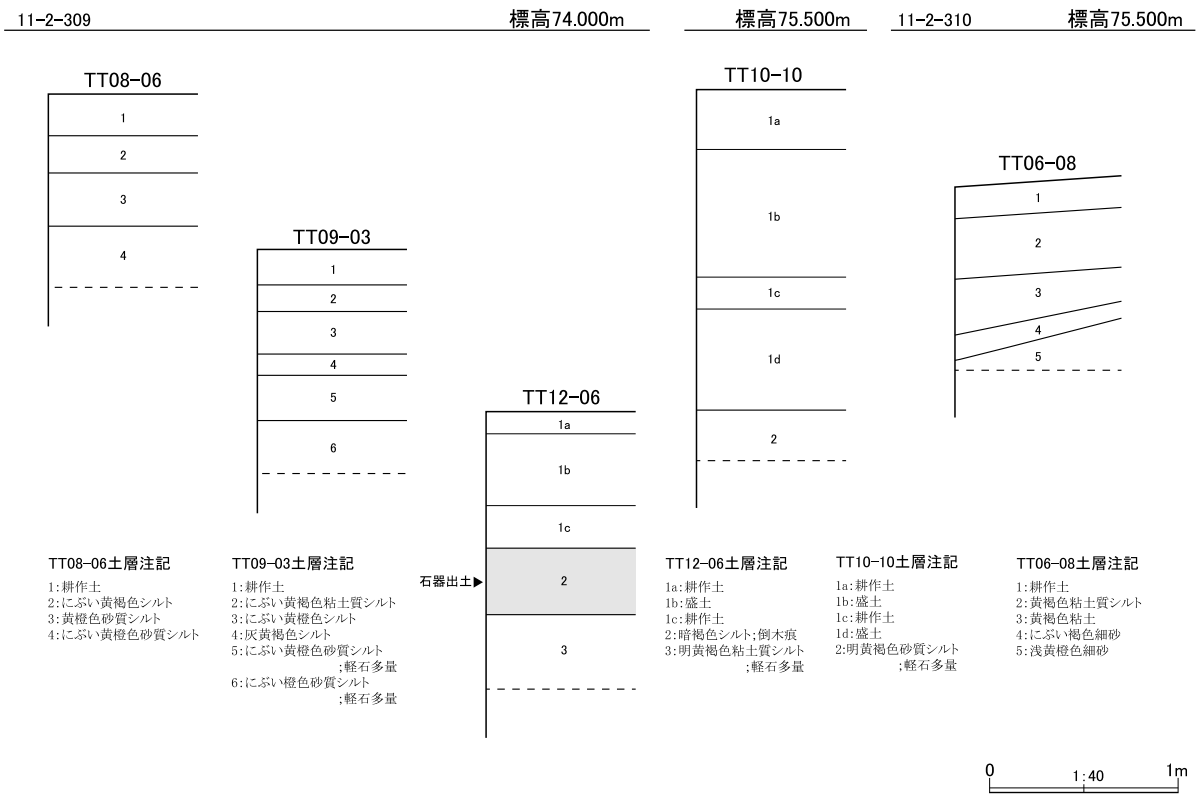 11-2-309
標高74.000m
標高75.500m
11-2-310
標高75.500m
TT08-06
1
2
3
4
TT09-03
1
2
3
4
5
6
TT12-06
1a
1b
1c
石器出土
2
3
TT10-10
1a
1b
1c
1d
2
TT06-08
1
2
3
4
5
TT08-06土層注記
1:耕作土
2:にぶい黄褐色シルト
3:黄橙色砂質シルト
4:にぶい黄橙色砂質シルト
TT09-03土層注記
1:耕作土
2:にぶい黄褐色粘土質シルト
3:にぶい黄橙色シルト
4:灰黄褐色シルト
5:にぶい黄橙色砂質シルト
;軽石多量
6:にぶい橙色砂質シルト
;軽石多量
TT12-06土層注記
1a:耕作土
1b:盛土
1c:耕作土
2:暗褐色シルト;倒木痕
3:明黄褐色粘土質シルト
;軽石多量
TT10-10土層注記
1a:耕作土
1b:盛土
1c:耕作土
1d:盛土
2:明黄褐色砂質シルト
;軽石多量
TT06-08土層注記
1:耕作土
2:黄褐色粘土質シルト
3:黄褐色粘土
4:にぶい褐色細砂
5:浅黄橙色細砂
0
1:40
1m